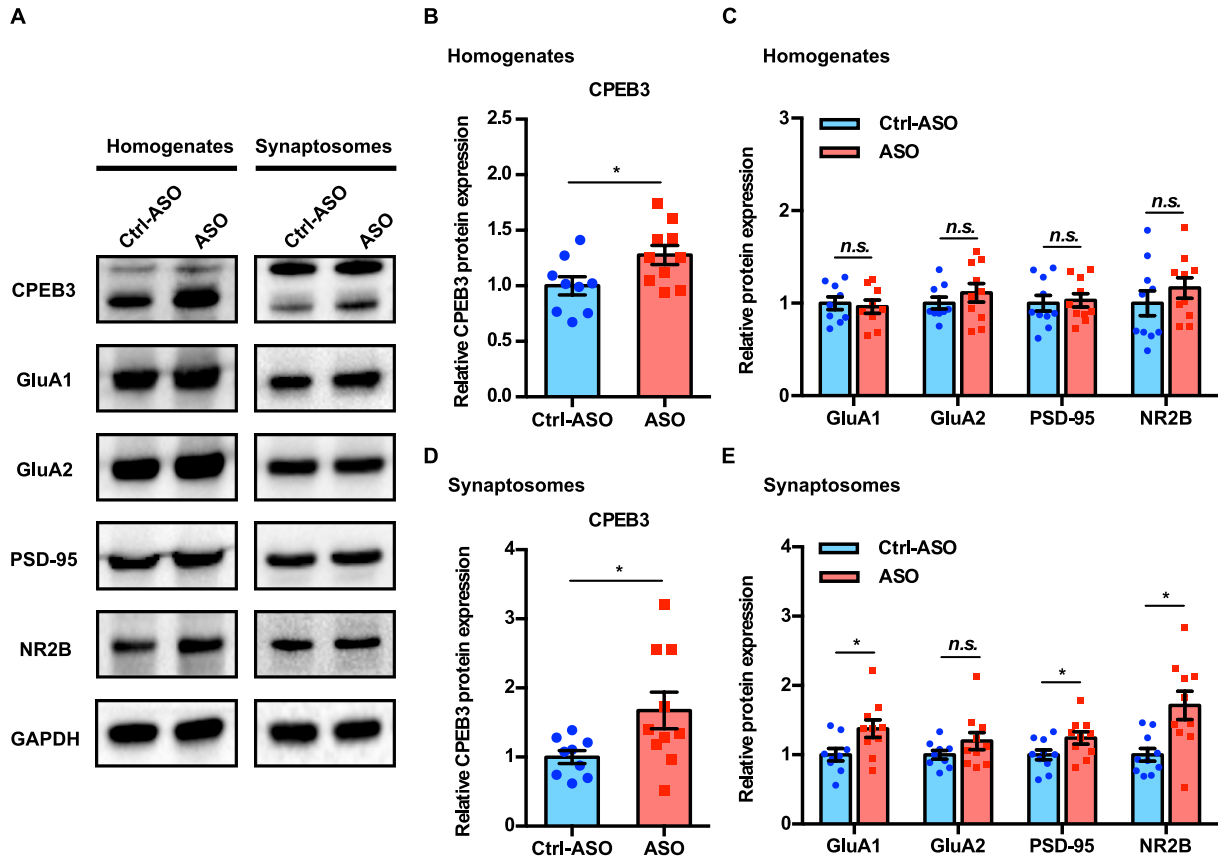 A
Homogenates Synaptosomes
Ctrl-ASO ASO Ctrl-ASO ASO
CPEB3
GluA1
GluA2
PSD-95
NR2B
GAPDH
B
Homogenates
CPEB3
Relative CPEB3 protein expression
2.5
2.0
1.5
1.0
0.5
0.0
*
Ctrl-ASO ASO
C
Homogenates
Relative protein expression
3
2
1
0
Ctrl-ASO
ASO
n.s. n.s. n.s. n.s.
GluA1 GluA2 PSD-95 NR2B
D
Synaptosomes
CPEB3
Relative CPEB3 protein expression
4
3
2
1
0
*
Ctrl-ASO ASO
E
Synaptosomes
Relative protein expression
4
3
2
1
0
Ctrl-ASO
ASO
* n.s. * *
GluA1 GluA2 PSD-95 NR2B